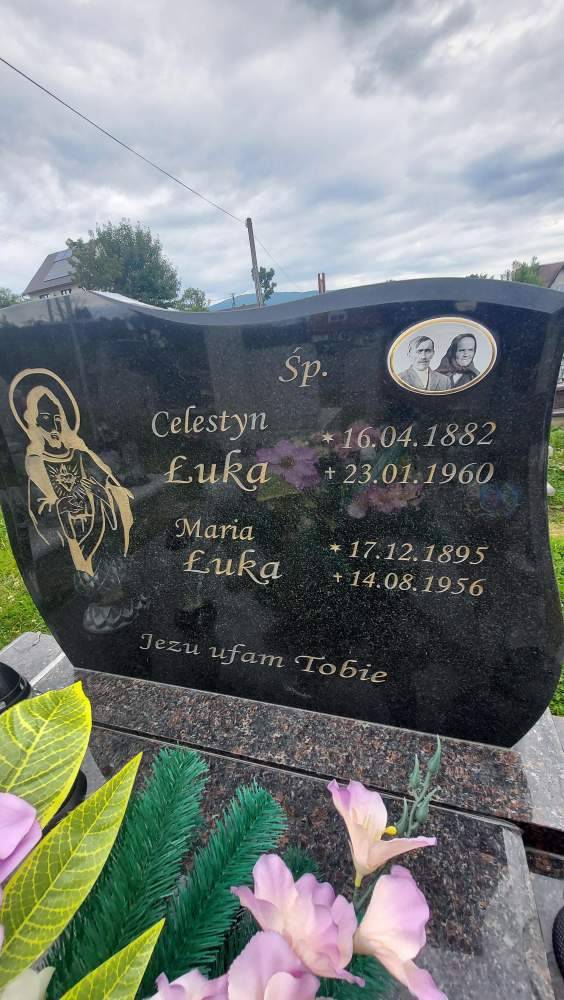 Śp.
Celestyn
Łuka
* 16.04.1882
+ 23.01.1960
Maria
Łuka
* 17.12.1895
+ 14.08.1956
Jezu ufam Tobie